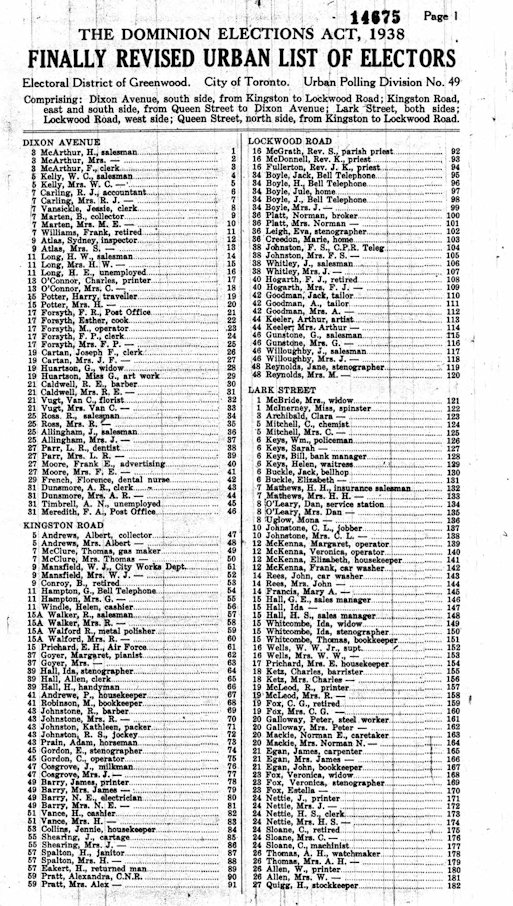 14675 Page 1
THE DOMINION ELECTIONS ACT, 1938
FINALLY REVISED URBAN LIST OF ELECTORS
Electoral District of Greenwood. City of Toronto. Urban Polling Division No. 49
Comprising: Dixon Avenue, south side, from Kingston to Lockwood Road; Kingston Road,
east and south side, from Queen Street to Dixon Avenue; Lark Street, both sides;
Lockwood Road, west side; Queen Street, north side, from Kingston to Lockwood Road.
DIXON AVENUE
3 McArthur, H., salesman 1
3 McArthur, Mrs. — 2
3 McArthur, F., clerk 3
5 Kelly, W. C., salesman 4
5 Kelly, Mrs. W. C. — 5
7 Carling, R. J., accountant 6
7 Carling, Mrs. R. J. — 7
7 Vansickle, Jessie, clerk 8
7 Marten, B., collector 9
7 Marten, Mrs. M. E. — 10
7 Williams, Frank, retired 11
9 Atlas, Sydney, inspector 12
9 Atlas, Mrs. S. — 13
11 Long, H. W., salesman 14
11 Long, Mrs. H. W. — 15
11 Long, H. E., unemployed 16
13 O'Connor, Charles, printer 17
13 O'Connor, Mrs. C. — 18
15 Potter, Harry, traveller 19
15 Potter, Mrs. H. — 20
17 Forsyth, F. R., Post Office 21
17 Forsyth, Esther, cook 22
17 Forsyth, M., operator 23
17 Forsyth, F. P., clerk 24
17 Forsyth, Mrs. F. P. — 25
19 Cartan, Joseph F., clerk 26
19 Cartan, Mrs. J. F. — 27
19 Huartson, G., widow 28
19 Huartson, Miss G., art work 29
21 Caldwell, R. E., barber 30
21 Caldwell, Mrs. R. E. — 31
21 Vugt, Van C., florist 32
21 Vugt, Mrs. Van C. — 33
25 Ross, R., salesman 34
25 Ross, Mrs. R. — 35
25 Allingham, J., salesman 36
25 Allingham, Mrs. J. — 37
27 Parr, L. R., dentist 38
27 Parr, Mrs. L. R. — 39
27 Moore, Frank E., advertising 40
27 Moore, Mrs. F. E. — 41
29 French, Florence, dental nurse 42
31 Dunsmore, A. R., clerk 43
31 Dunsmore, Mrs. A. R. — 44
31 Timbrell, A. N., unemployed 45
31 Meredith, F. A., Post Office 46
KINGSTON ROAD
5 Andrews, Albert, collector 47
5 Andrews, Mrs. Albert — 48
7 McClure, Thomas, gas maker 49
7 McClure, Mrs. Thomas — 50
9 Mansfield, W. J., City Works Dept. 51
9 Mansfield, Mrs. W. J. — 52
9 Conroy, B., retired 53
11 Hampton, G., Bell Telephone 54
11 Hampton, Mrs. G. — 55
11 Windle, Helen, cashier 56
15A Walker, R., salesman 57
15A Walker, Mrs. R. — 58
15A Walford R., metal polisher 59
15A Walford, Mrs. R. — 60
15 Prichard, E. H., Air Force 61
37 Goyer, Margaret, pianist 62
37 Goyer, Mrs. — 63
39 Hall, Ida, stenographer 64
39 Hall, Allen, clerk 65
39 Hall, H., handyman 66
41 Andrews, P., housekeeper 67
41 Robinson, M., bookkeeper 68
43 Johnstone, R., barber 69
43 Johnstone, Mrs. R. — 70
43 Johnston, Kathleen, packer 71
43 Johnston, R. S., jockey 72
43 Prain, Adam, horseman 73
45 Gordon, E., stenographer 74
45 Gordon, C., operator 75
47 Cosgrove, J., milkman 76
47 Cosgrove, Mrs. J. — 77
49 Barry, James, printer 78
49 Barry, Mrs. James — 79
49 Barry, N. E., electrician 80
49 Barry, Mrs. N. E. — 81
51 Vance, H., cashier 82
51 Vance, Mrs. H. — 83
53 Collins, Jennie, housekeeper 84
55 Shearing, J., cartage 85
55 Shearing, Mrs. J. — 86
57 Spalton, H., janitor 87
57 Spalton, Mrs. H. — 88
57 Eakert, H., returned man 89
59 Pratt, Alexandra, C.N.R. 90
59 Pratt, Mrs. Alex — 91
LOCKWOOD ROAD
16 McGrath, Rev. S., parish priest 92
16 McDonnell, Rev. K., priest 93
16 Fullerton, Rev. J. K., priest 94
34 Boyle, Jack, Bell Telephone 95
34 Boyle, H., Bell Telephone 96
34 Boyle, Jule, home 97
34 Boyle, J., Bell Telephone 98
34 Boyle, Mrs. J. — 99
36 Platt, Norman, broker 100
36 Platt, Mrs. Norman — 101
36 Leigh, Eva, stenographer 102
36 Creedon, Marie, home 103
38 Johnston, F. S., C.P.R. Teleg 104
38 Johnston, Mrs. F. S. — 105
38 Whitley, J., salesman 106
38 Whitley, Mrs. J. — 107
40 Hogarth, F. J., retired 108
40 Hogarth, Mrs. F. J. — 109
42 Goodman, Jack, tailor 110
42 Goodman, A., tailor 111
42 Goodman, Mrs. A. — 112
44 Keeler, Arthur, artist 113
44 Keeler, Mrs. Arthur — 114
46 Gunstone, G., salesman 115
46 Gunstone, Mrs. G. — 116
46 Willoughby, J., salesman 117
46 Willoughby, Mrs. J. — 118
48 Reynolds, Jane, stenographer 119
48 Reynolds, Mrs. M. — 120
LARK STREET
1 McBride, Mrs., widow 121
1 McInerney, Miss, spinster 122
3 Archibald, Clara — 123
5 Mitchell, C., chemist 124
5 Mitchell, Mrs. C. — 125
6 Keys, Wm., policeman 126
6 Keys, Sarah — 127
6 Keys, Bill, bank manager 128
6 Keys, Helen, waitress 129
6 Buckle, Jack, bellhop 130
6 Buckle, Elizabeth — 131
7 Mathews, H. H., insurance salesman 132
7 Mathews, Mrs. H. H. — 133
8 O'Leary, Dan, service station 134
8 O'Leary, Mrs. Dan — 135
8 Uglow, Mona — 136
10 Johnstone, C. L., jobber 137
10 Johnstone, Mrs. C. L. — 138
12 McKenna, Margaret, operator 139
12 McKenna, Veronica, operator 140
12 McKenna, Elizabeth, housekeeper 141
12 McKenna, Frank, car washer 142
14 Rees, John, car washer 143
14 Rees, Mrs. John — 144
14 Francis, Mary A. — 145
15 Hall, G. E., sales manager 146
15 Hall, Ida — 147
15 Hall, H. S., sales manager 148
15 Whitcombe, Ida, widow 149
15 Whitcombe, Ida, stenographer 150
15 Whitcombe, Thomas, bookkeeper 151
16 Wells, W. W. Jr., supt. 152
16 Wells, Mrs. W. W. — 153
17 Prichard, Mrs. E. housekeeper 154
18 Ketz, Charles, barrister 155
18 Ketz, Mrs. Charles — 156
19 McLeod, R., printer 157
19 McLeod, Mrs. R. — 158
19 Fox, C. G., retired 159
19 Fox, Mrs. C. G. — 160
20 Galloway, Peter, steel worker 161
20 Galloway, Mrs. Peter — 162
20 Mackie, Norman E., caretaker 163
20 Mackie, Mrs. Norman N. — 164
21 Egan, James, carpenter 165
21 Egan, Mrs. James — 166
21 Egan, John, bookkeeper 167
23 Fox, Veronica, widow 168
23 Fox, Veronica, stenographer 169
23 Fox, Estella — 170
24 Nettie, J., printer 171
24 Nettie, Mrs. J. — 172
24 Nettie, H. S., clerk 173
24 Nettie, Mrs. H. S. — 174
24 Sloane, C., retired 175
24 Sloane, Mrs. C. — 176
24 Sloane, C., machinist 177
26 Thomas, A. H., watchmaker 178
26 Thomas, Mrs. A. H. — 179
26 Allen, W., printer 180
26 Allen, Mrs. W. — 181
27 Quigg, H., stockkeeper 182